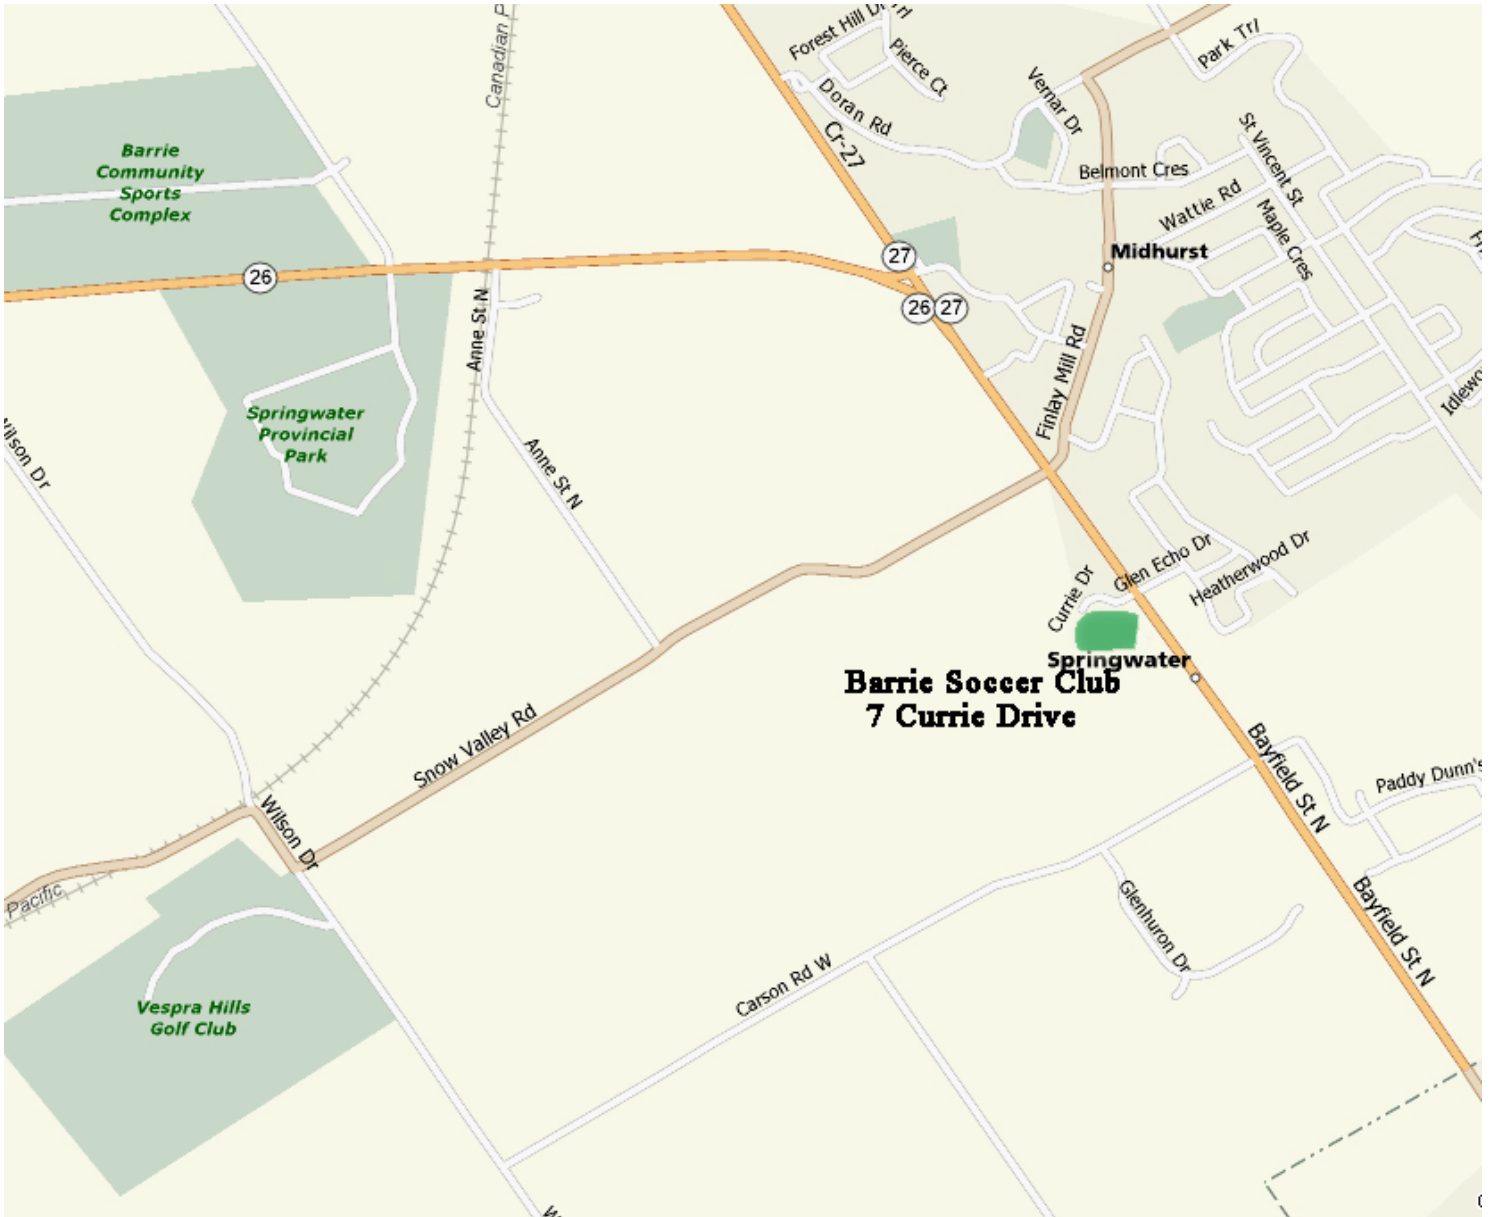 Forest Hill Dr
Trl
Pierce Ct
Park Trl
Canadian P
Vernar Dr
Doran Rd
Cr-27
St Vincent St
Barrie
Community
Sports
Complex
Belmont Cres
Wattie Rd
Maple Cres
Midhurst
27
26
26
27
Anne St N
Finlay Mill Rd
Idlewo
Springwater
Provincial
Park
Wilson Dr
Anne St N
Glen Echo Dr
Heatherwood Dr
Currie Dr
Springwater
Barrie Soccer Club
7 Currie Drive
Snow Valley Rd
Bayfield St N
Paddy Dunn's
Wilson Dr
Pacific
Glenhuron Dr
Bayfield St N
Carson Rd W
Vespra Hills
Golf Club
W